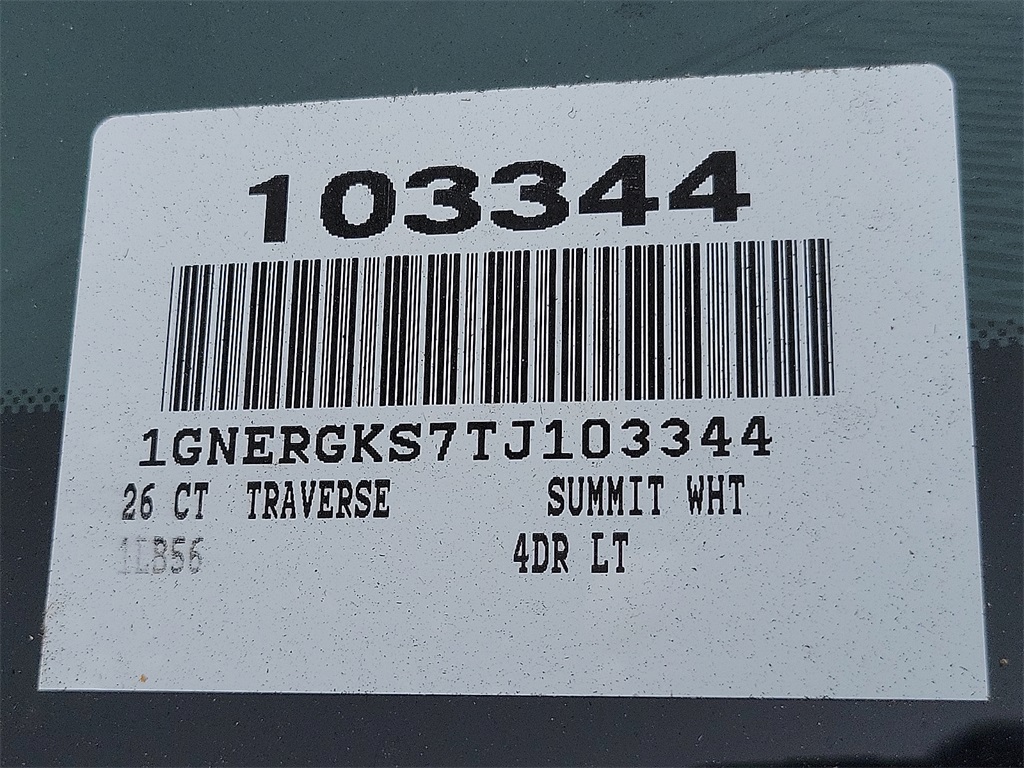 103344
1GNERGKS7TJ103344
26 CT TRAVERSE SUMMIT WHT
1LB56 4DR LT